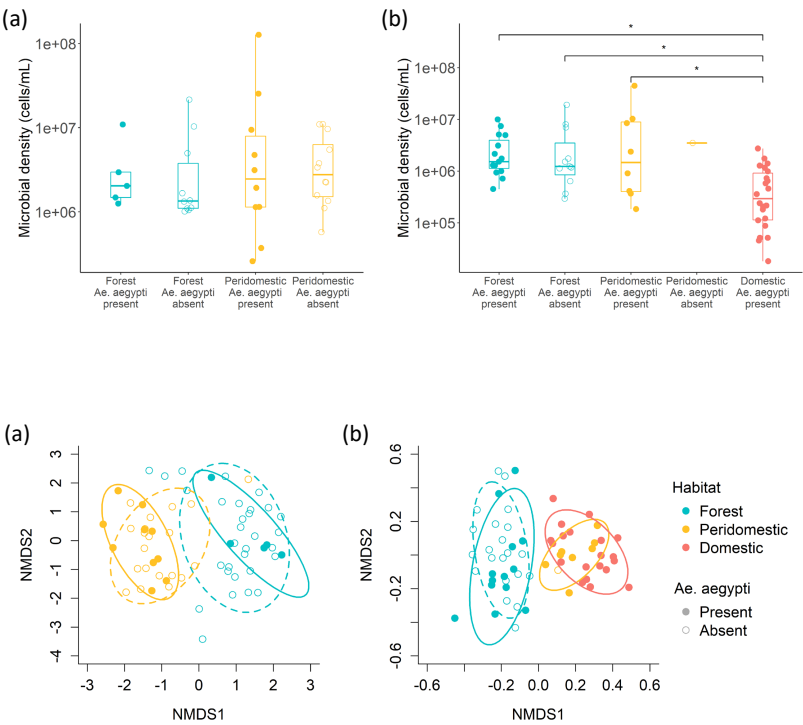 (a)
Microbial density (cells/mL)
1e+08
1e+07
1e+06
Forest
Ae. aegypti
present
Forest
Ae. aegypti
absent
Peridomestic
Ae. aegypti
present
Peridomestic
Ae. aegypti
absent
(b)
Microbial density (cells/mL)
1e+08
1e+07
1e+06
1e+05
*
*
*
Forest
Ae. aegypti
present
Forest
Ae. aegypti
absent
Peridomestic
Ae. aegypti
present
Peridomestic
Ae. aegypti
absent
Domestic
Ae. aegypti
present
(a)
NMDS2
3
2
1
0
-1
-2
-3
-4
-3 -2 -1 0 1 2 3
NMDS1
(b)
NMDS2
0.6
0.2
-0.2
-0.6
-0.6 -0.2 0.0 0.2 0.4 0.6
NMDS1
Habitat
Forest
Peridomestic
Domestic
Ae. aegypti
Present
Absent